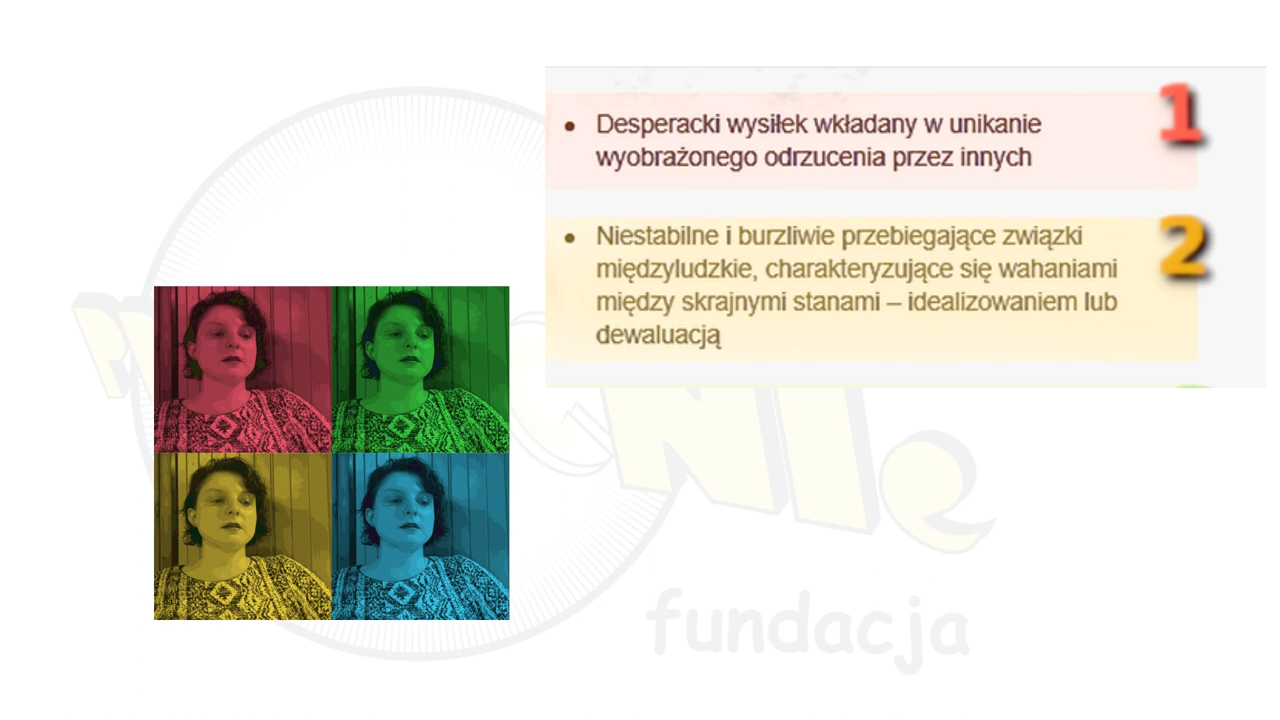 1
• Desperacki wysiłek wkładany w unikanie
wyobrażonego odrzucenia przez innych
2
• Niestabilne i burzliwie przebiegające związki
międzyludzkie, charakteryzujące się wahaniami
między skrajnymi stanami – idealizowaniem lub
dewaluacją
fundacja